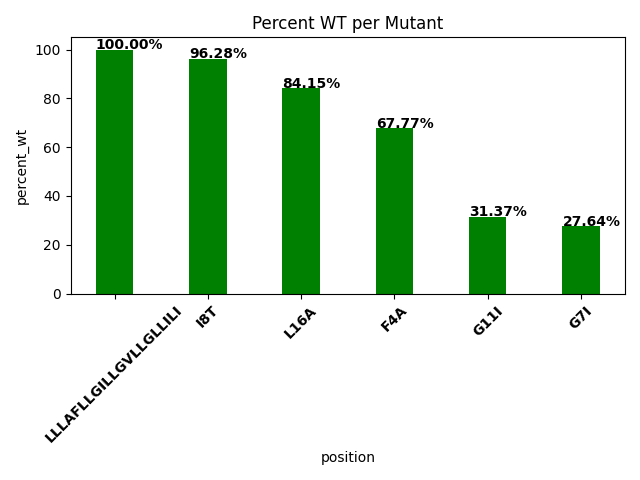 Percent WT per Mutant
percent_wt
100
80
60
40
20
0
100.00%
96.28%
84.15%
67.77%
31.37%
27.64%
LLLAFLLGILLGVLLGLLILI
I8T
L16A
F4A
G11I
G7I
position